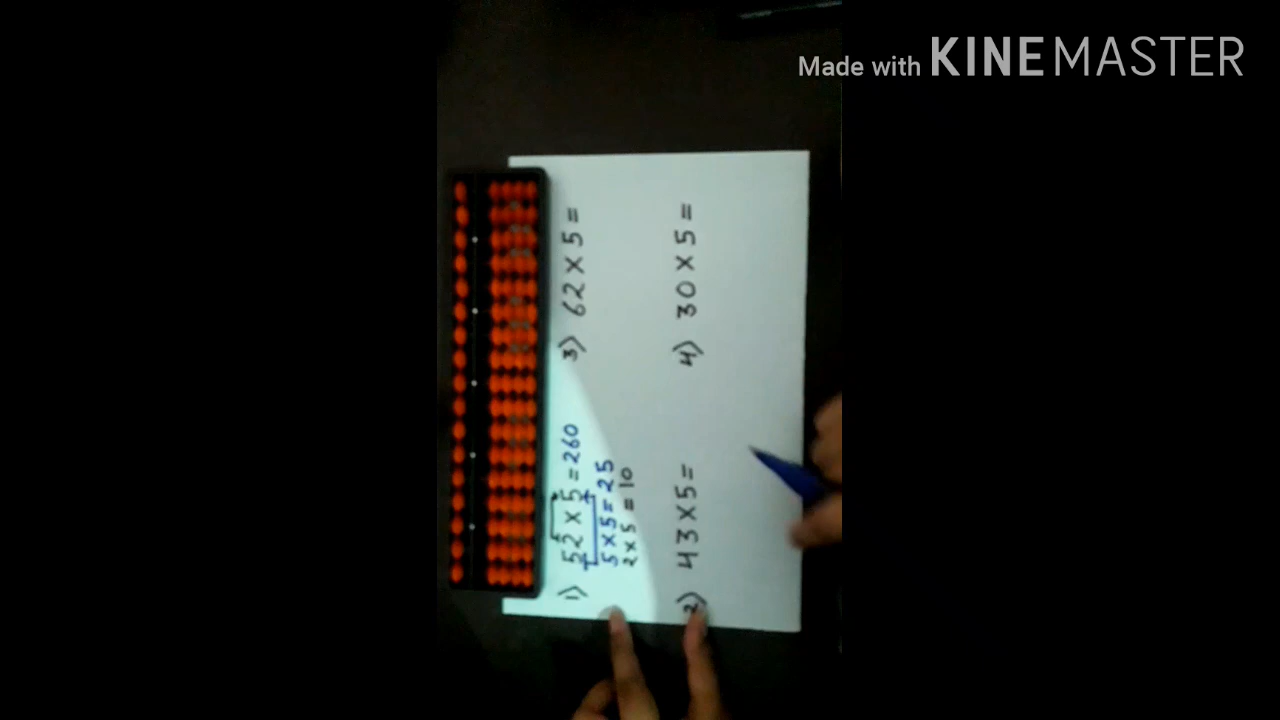 Made with KINEMASTER
1) 52 × 5 = 260
5 × 5 = 25
2 × 5 = 10
2) 43 × 5 =
3) 62 × 5 =
4) 30 × 5 =